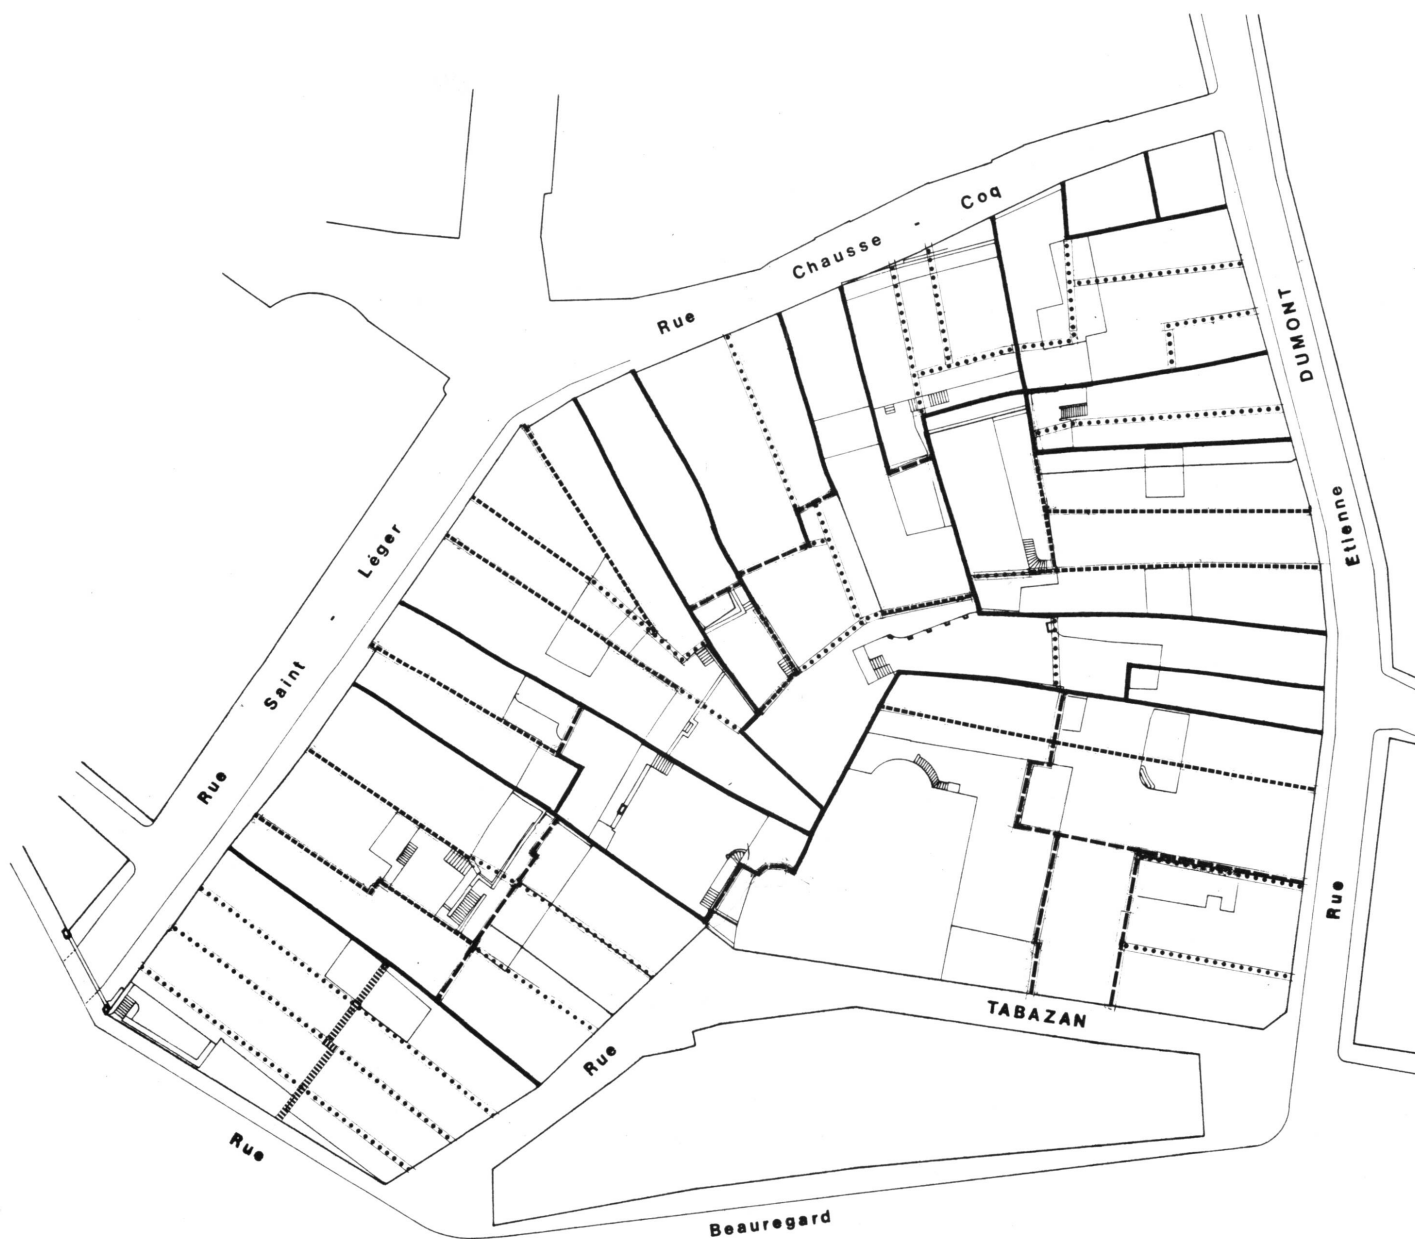 Rue Chausse - Coq
Rue Saint - Léger
Rue Etienne DUMONT
Rue TABAZAN
Rue Beauregard